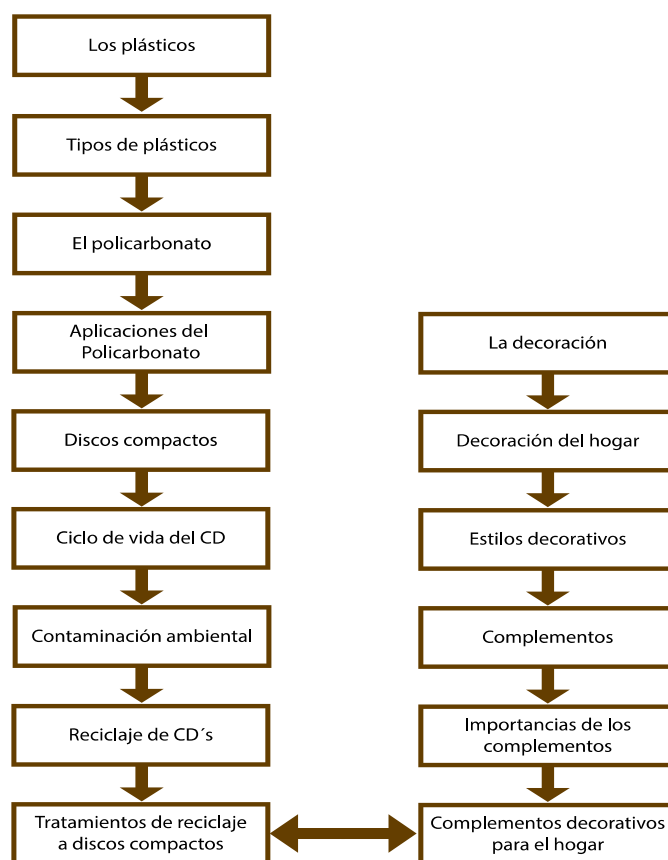 Los plásticos
Tipos de plásticos
El policarbonato
Aplicaciones del
Policarbonato
Discos compactos
Ciclo de vida del CD
Contaminación ambiental
Reciclaje de CD´s
Tratamientos de reciclaje
a discos compactos
La decoración
Decoración del hogar
Estilos decorativos
Complementos
Importancias de los
complementos
Complementos decorativos
para el hogar